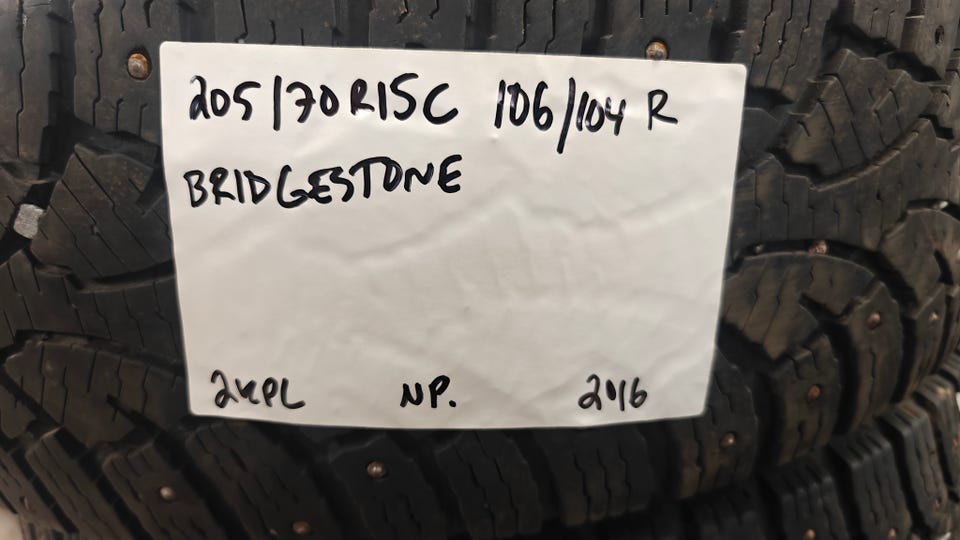 205/70R15C 106/104 R
BRIDGESTONE
2KPL NP. 2016